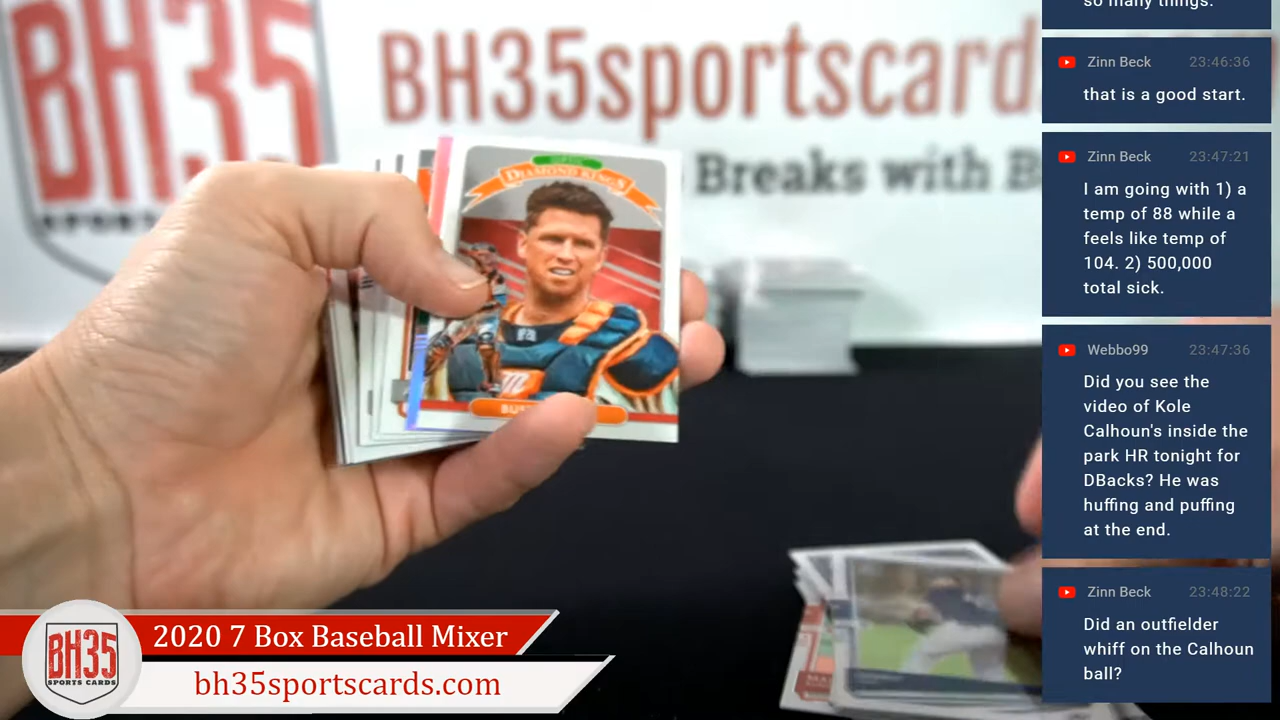 BH35
SPORTS
BH35sportscard
Breaks with B
DIAMOND KINGS
so many things.
Zinn Beck 23:46:36
that is a good start.
Zinn Beck 23:47:21
I am going with 1) a
temp of 88 while a
feels like temp of
104. 2) 500,000
total sick.
Webbo99 23:47:36
Did you see the
video of Kole
Calhoun's inside the
park HR tonight for
DBacks? He was
huffing and puffing
at the end.
Zinn Beck 23:48:22
Did an outfielder
whiff on the Calhoun
ball?
BH35
SPORTS CARDS
2020 7 Box Baseball Mixer
bh35sportscards.com